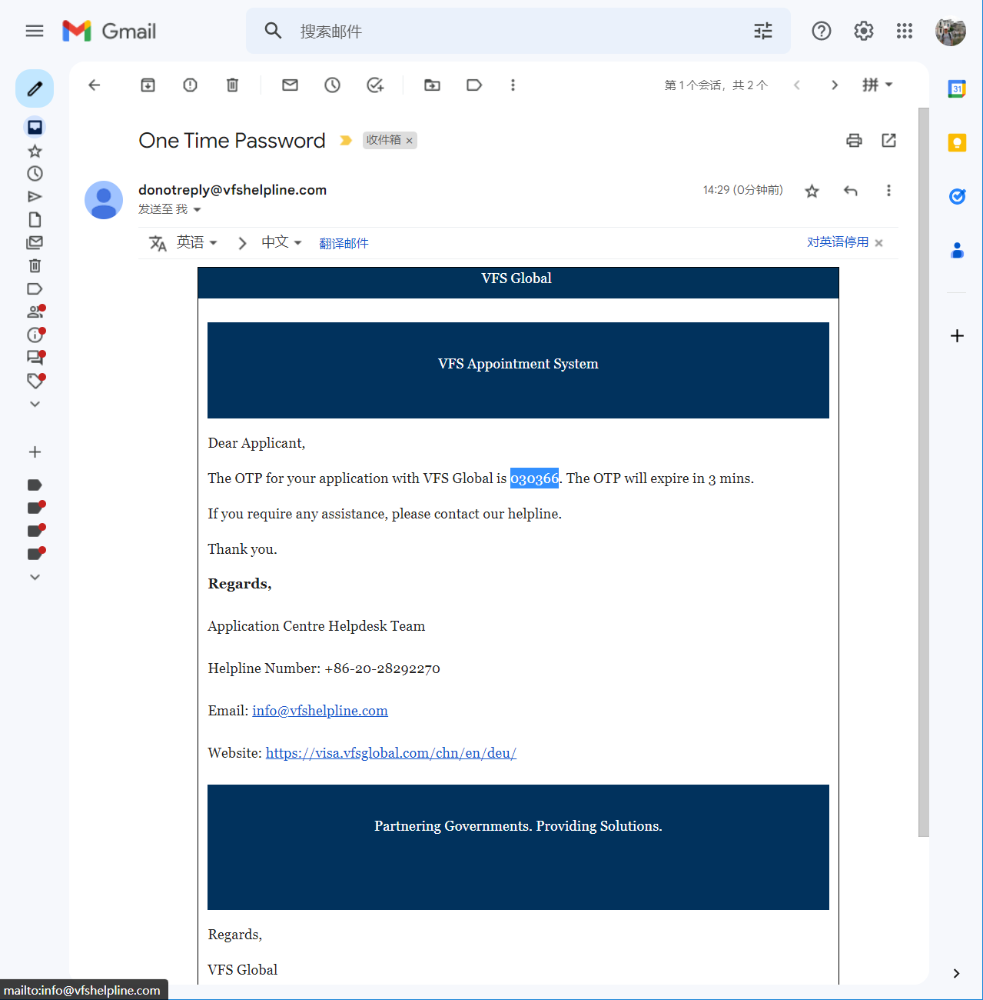 Gmail
搜索邮件
第 1 个会话，共 2 个
拼
31
One Time Password
收件箱 ×
donotreply@vfshelpline.com
14:29 (0分钟前)
发送至 我
英语
中文
翻译邮件
对英语停用 ×
VFS Global
VFS Appointment System
Dear Applicant,
The OTP for your application with VFS Global is 030366. The OTP will expire in 3 mins.
If you require any assistance, please contact our helpline.
Thank you.
Regards,
Application Centre Helpdesk Team
Helpline Number: +86-20-28292270
Email: info@vfshelpline.com
Website: https://visa.vfsglobal.com/chn/en/deu/
Partnering Governments. Providing Solutions.
Regards,
VFS Global
mailto:info@vfshelpline.com